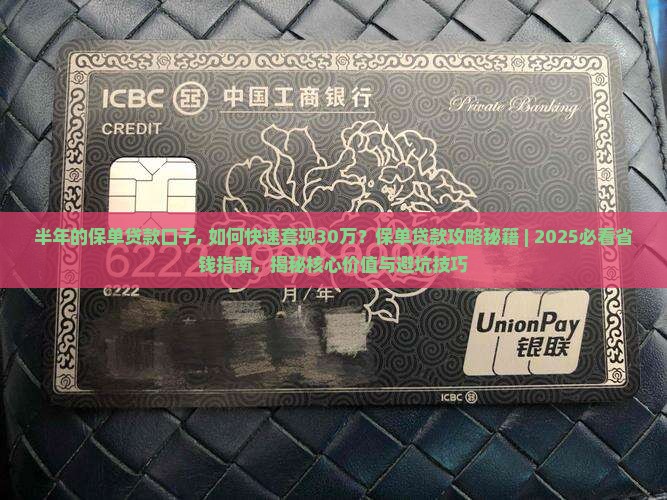 ICBC 中国工商银行
Private Banking
CREDIT
半年的保单贷款口子, 如何快速套现30万？保单贷款攻略秘籍 | 2025必看省
钱指南，揭秘核心价值与避坑技巧
6222
6222
月/年
UnionPay
银联
ICBC